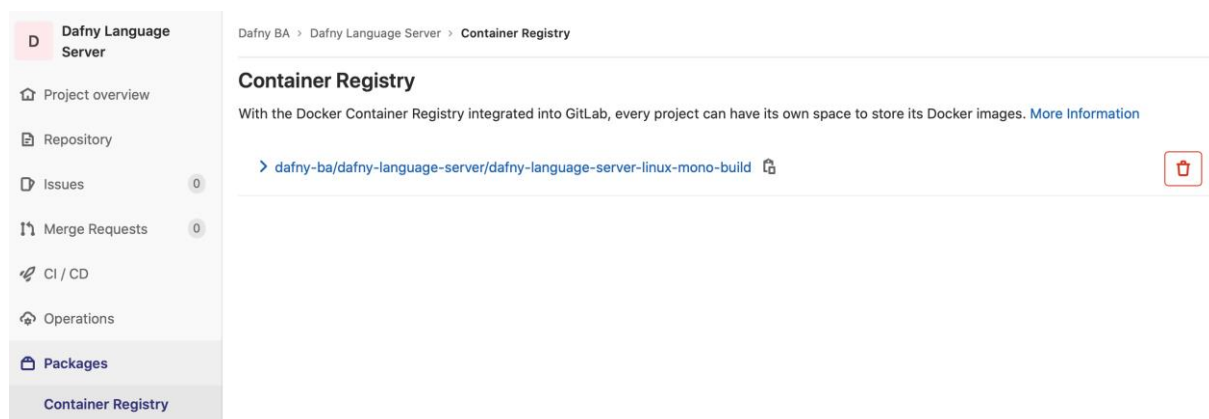 D
Dafny Language
Server
Project overview
Repository
Issues 0
Merge Requests 0
CI / CD
Operations
Packages
Container Registry
Dafny BA > Dafny Language Server > Container Registry
Container Registry
With the Docker Container Registry integrated into GitLab, every project can have its own space to store its Docker images. More Information
dafny-ba/dafny-language-server/dafny-language-server-linux-mono-build